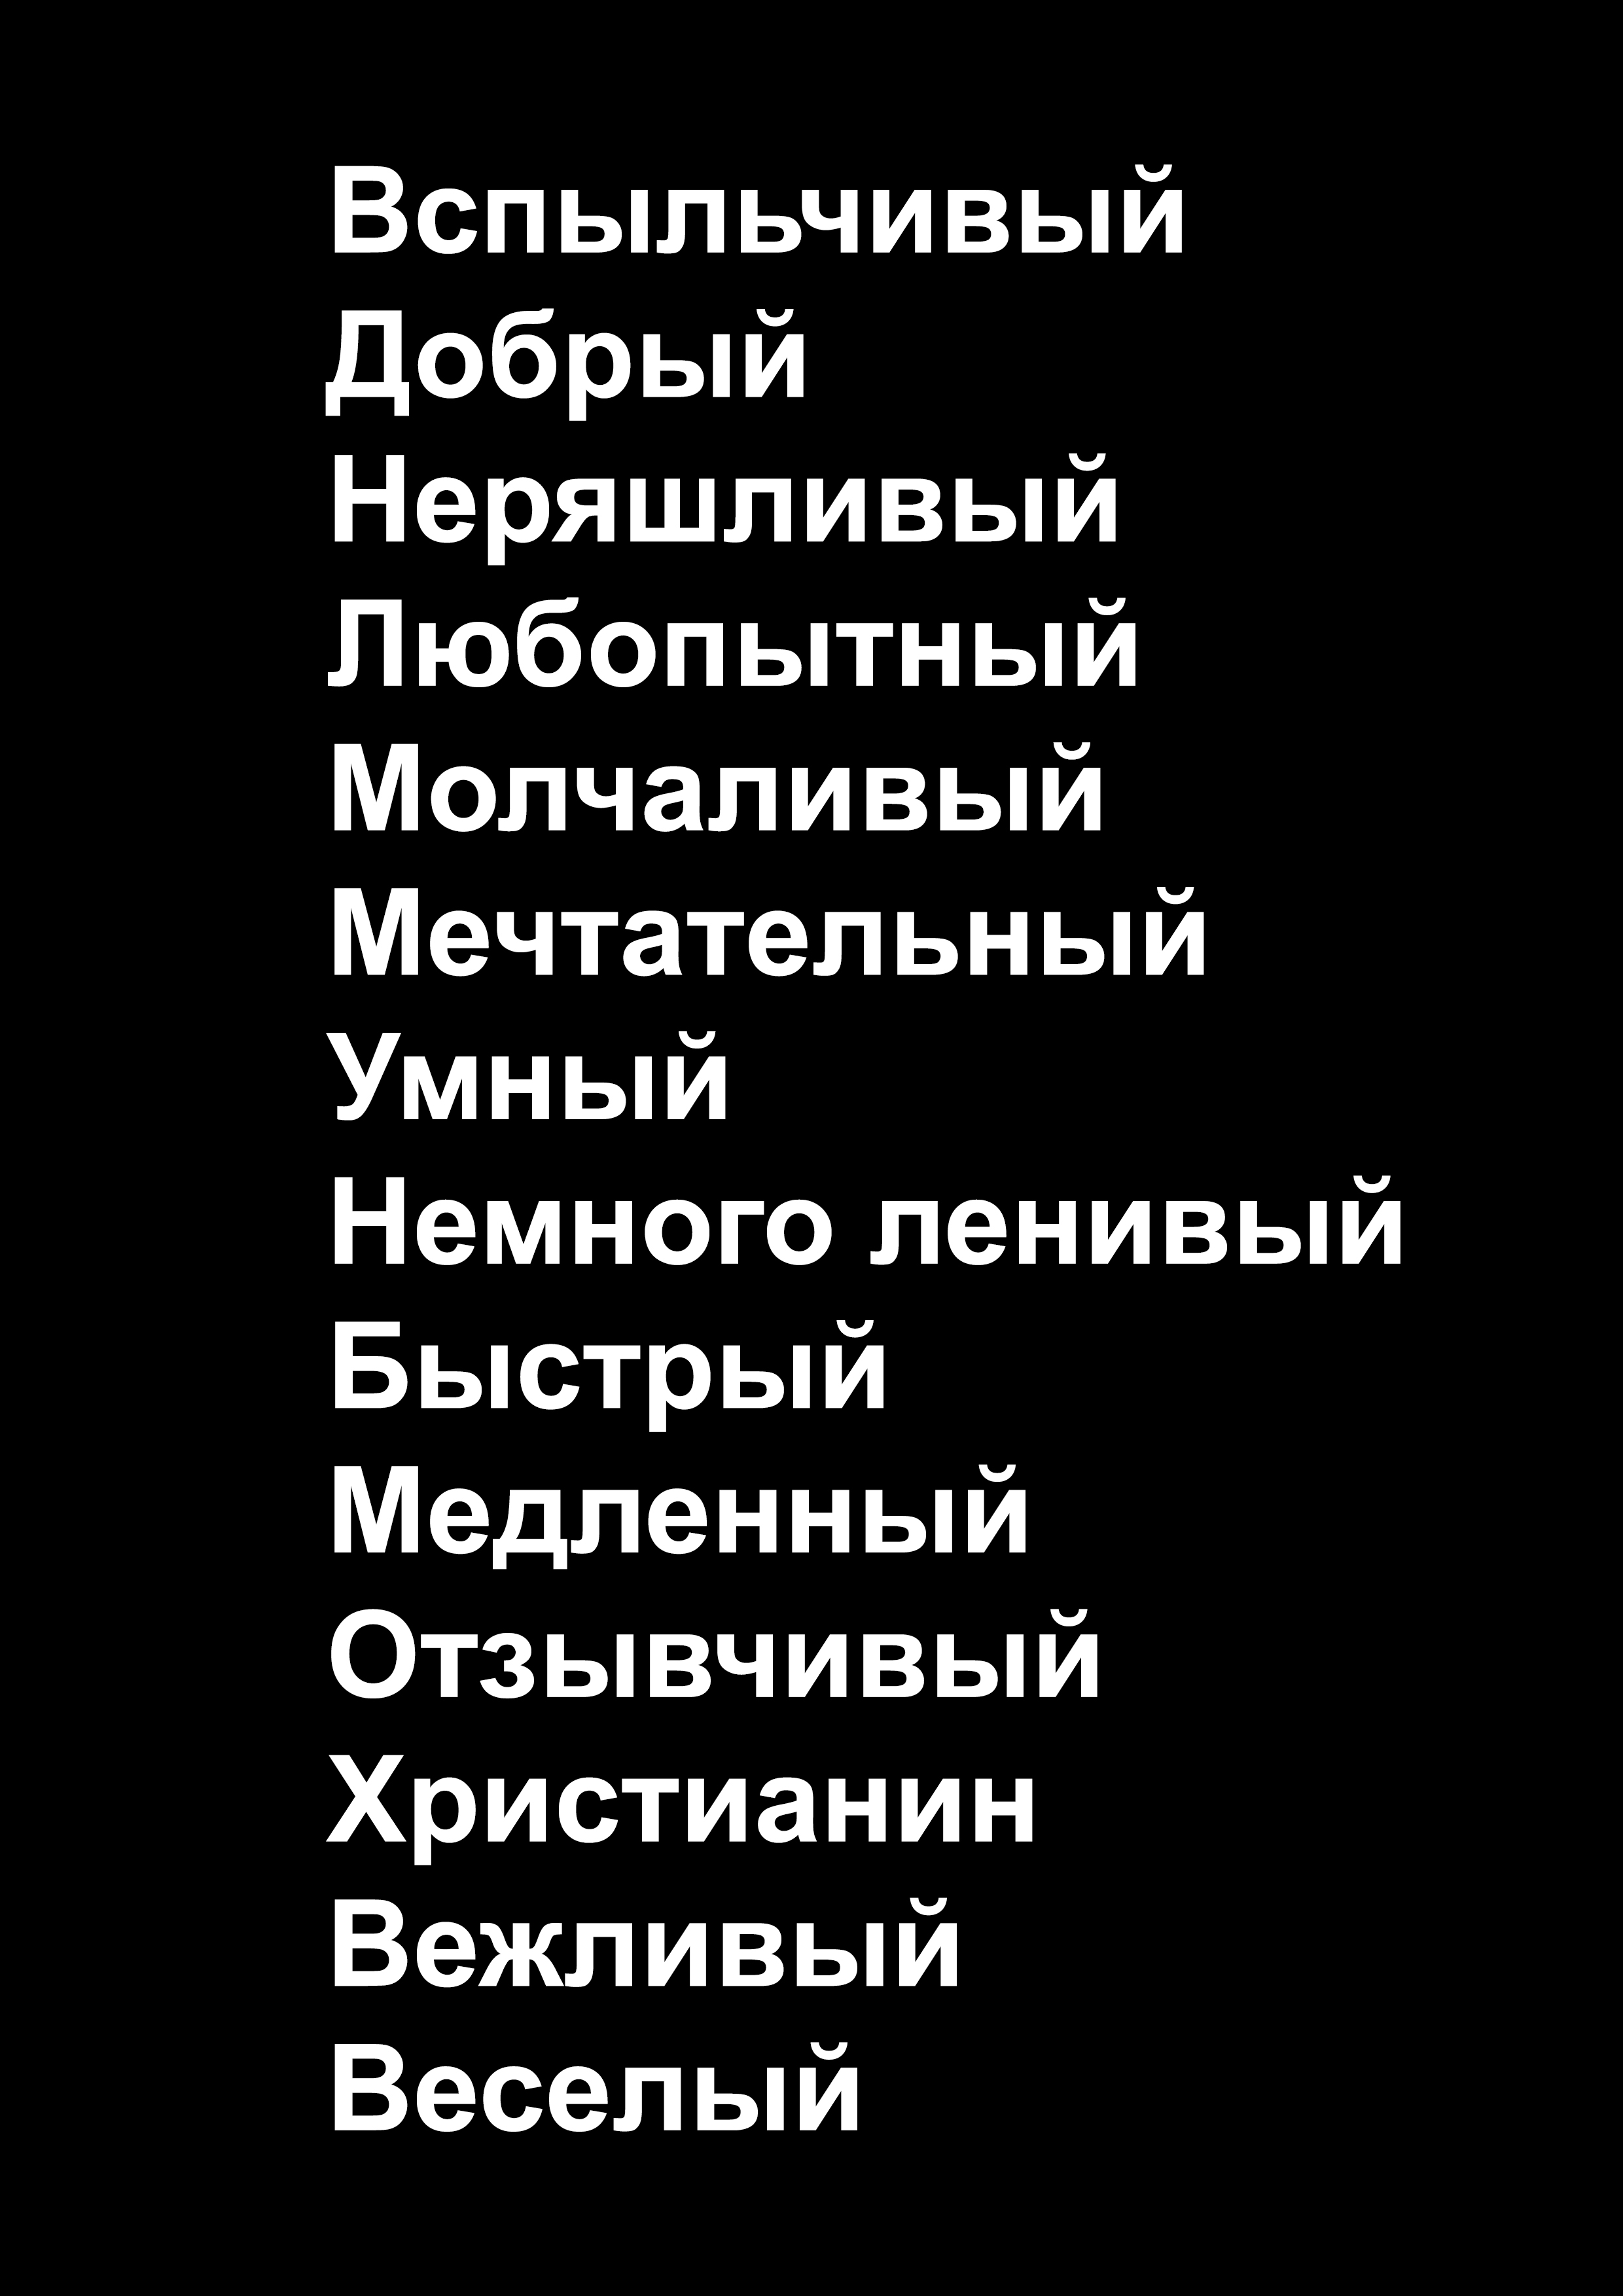 Вспыльчивый
Добрый
Неряшливый
Любопытный
Молчаливый
Мечтательный
Умный
Немного ленивый
Быстрый
Медленный
Отзывчивый
Христианин
Вежливый
Веселый